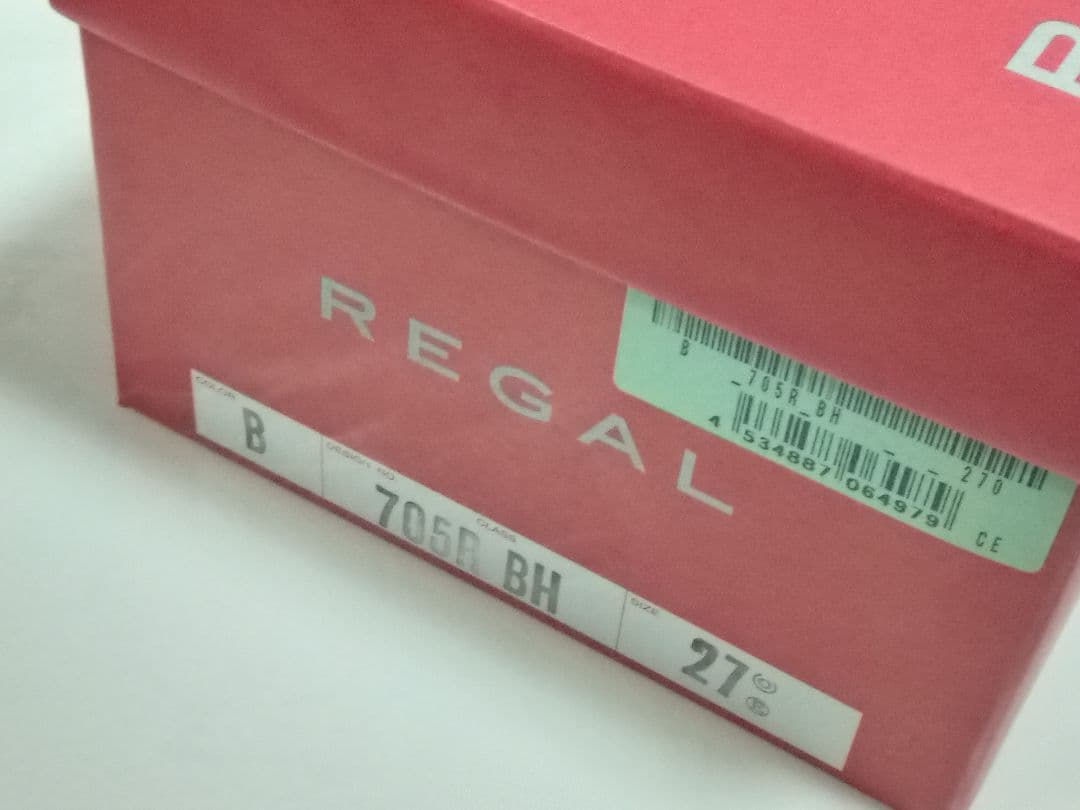 R
REGAL
B
-705R-BH
- - 270
4 534887 064979
CE
COLOR
B
DESIGN NO
705R
CLASS
BH
SIZE
27